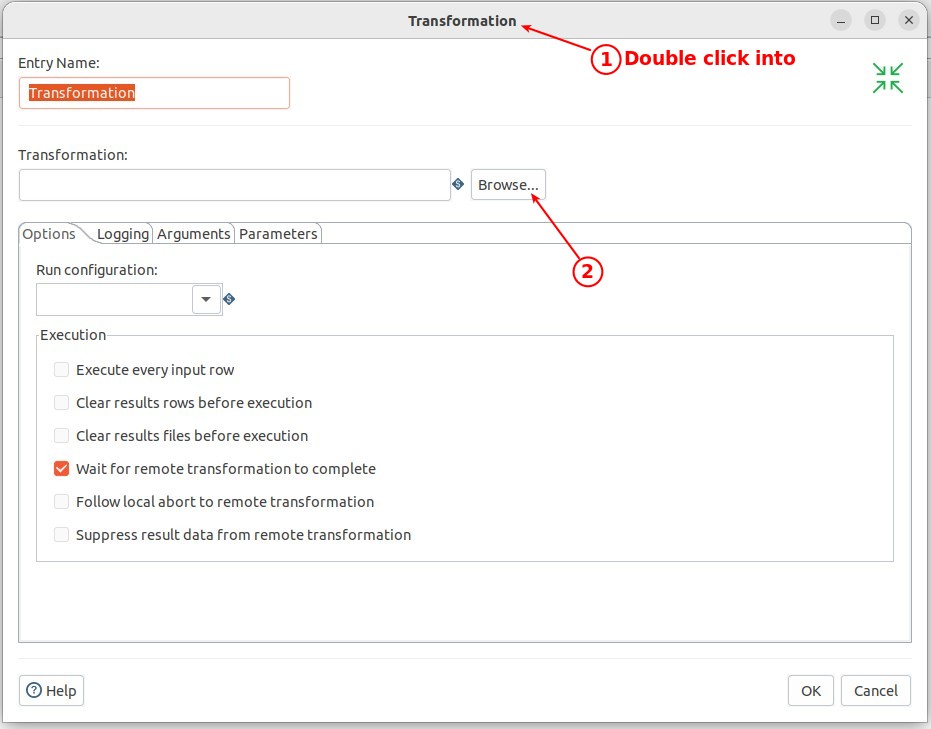 Transformation
1 Double click into
Entry Name:
Transformation
Transformation:
Browse...
2
Options Logging Arguments Parameters
Run configuration:
Execution
Execute every input row
Clear results rows before execution
Clear results files before execution
Wait for remote transformation to complete
Follow local abort to remote transformation
Suppress result data from remote transformation
Help OK Cancel